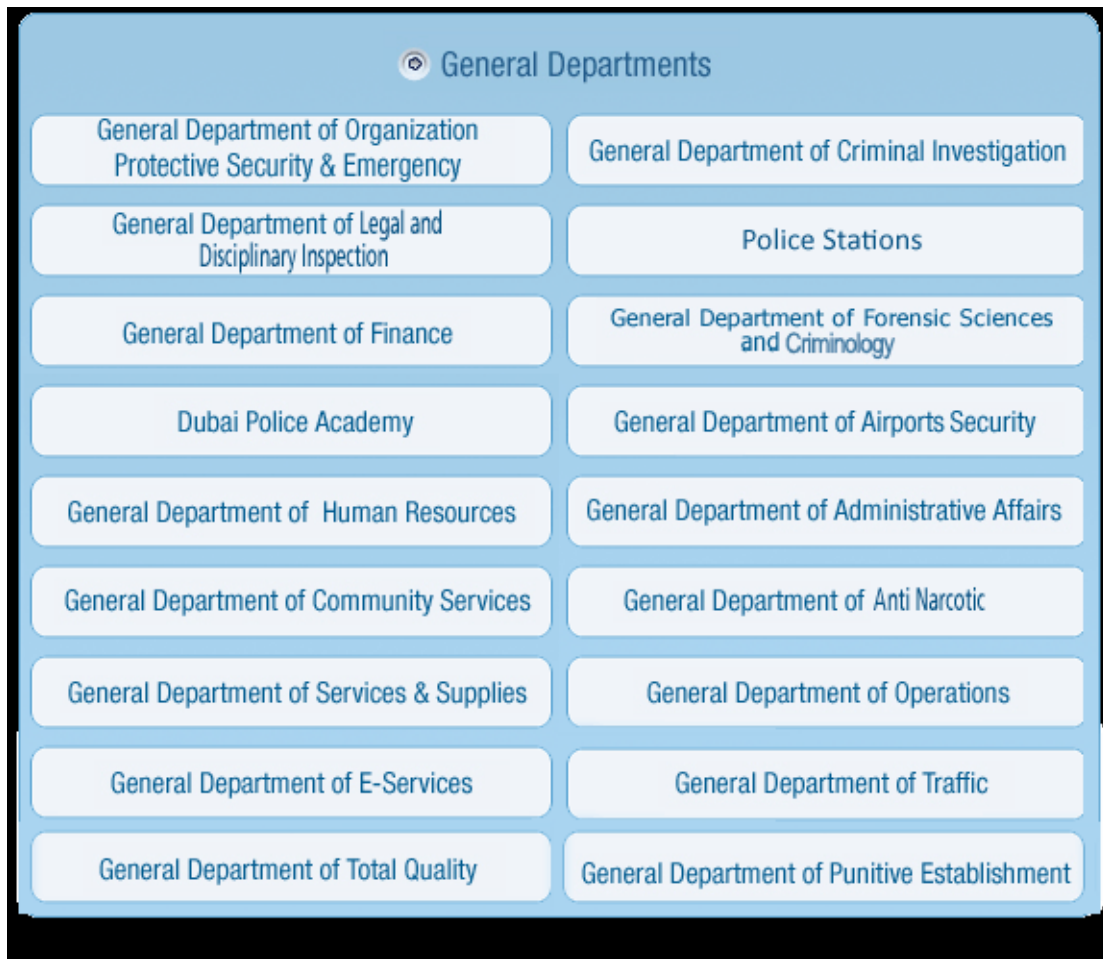 General Departments
General Department of Organization
Protective Security & Emergency
General Department of Criminal Investigation
General Department of Legal and
Disciplinary Inspection
Police Stations
General Department of Finance
General Department of Forensic Sciences
and Criminology
Dubai Police Academy
General Department of Airports Security
General Department of Human Resources
General Department of Administrative Affairs
General Department of Community Services
General Department of Anti Narcotic
General Department of Services & Supplies
General Department of Operations
General Department of E-Services
General Department of Traffic
General Department of Total Quality
General Department of Punitive Establishment